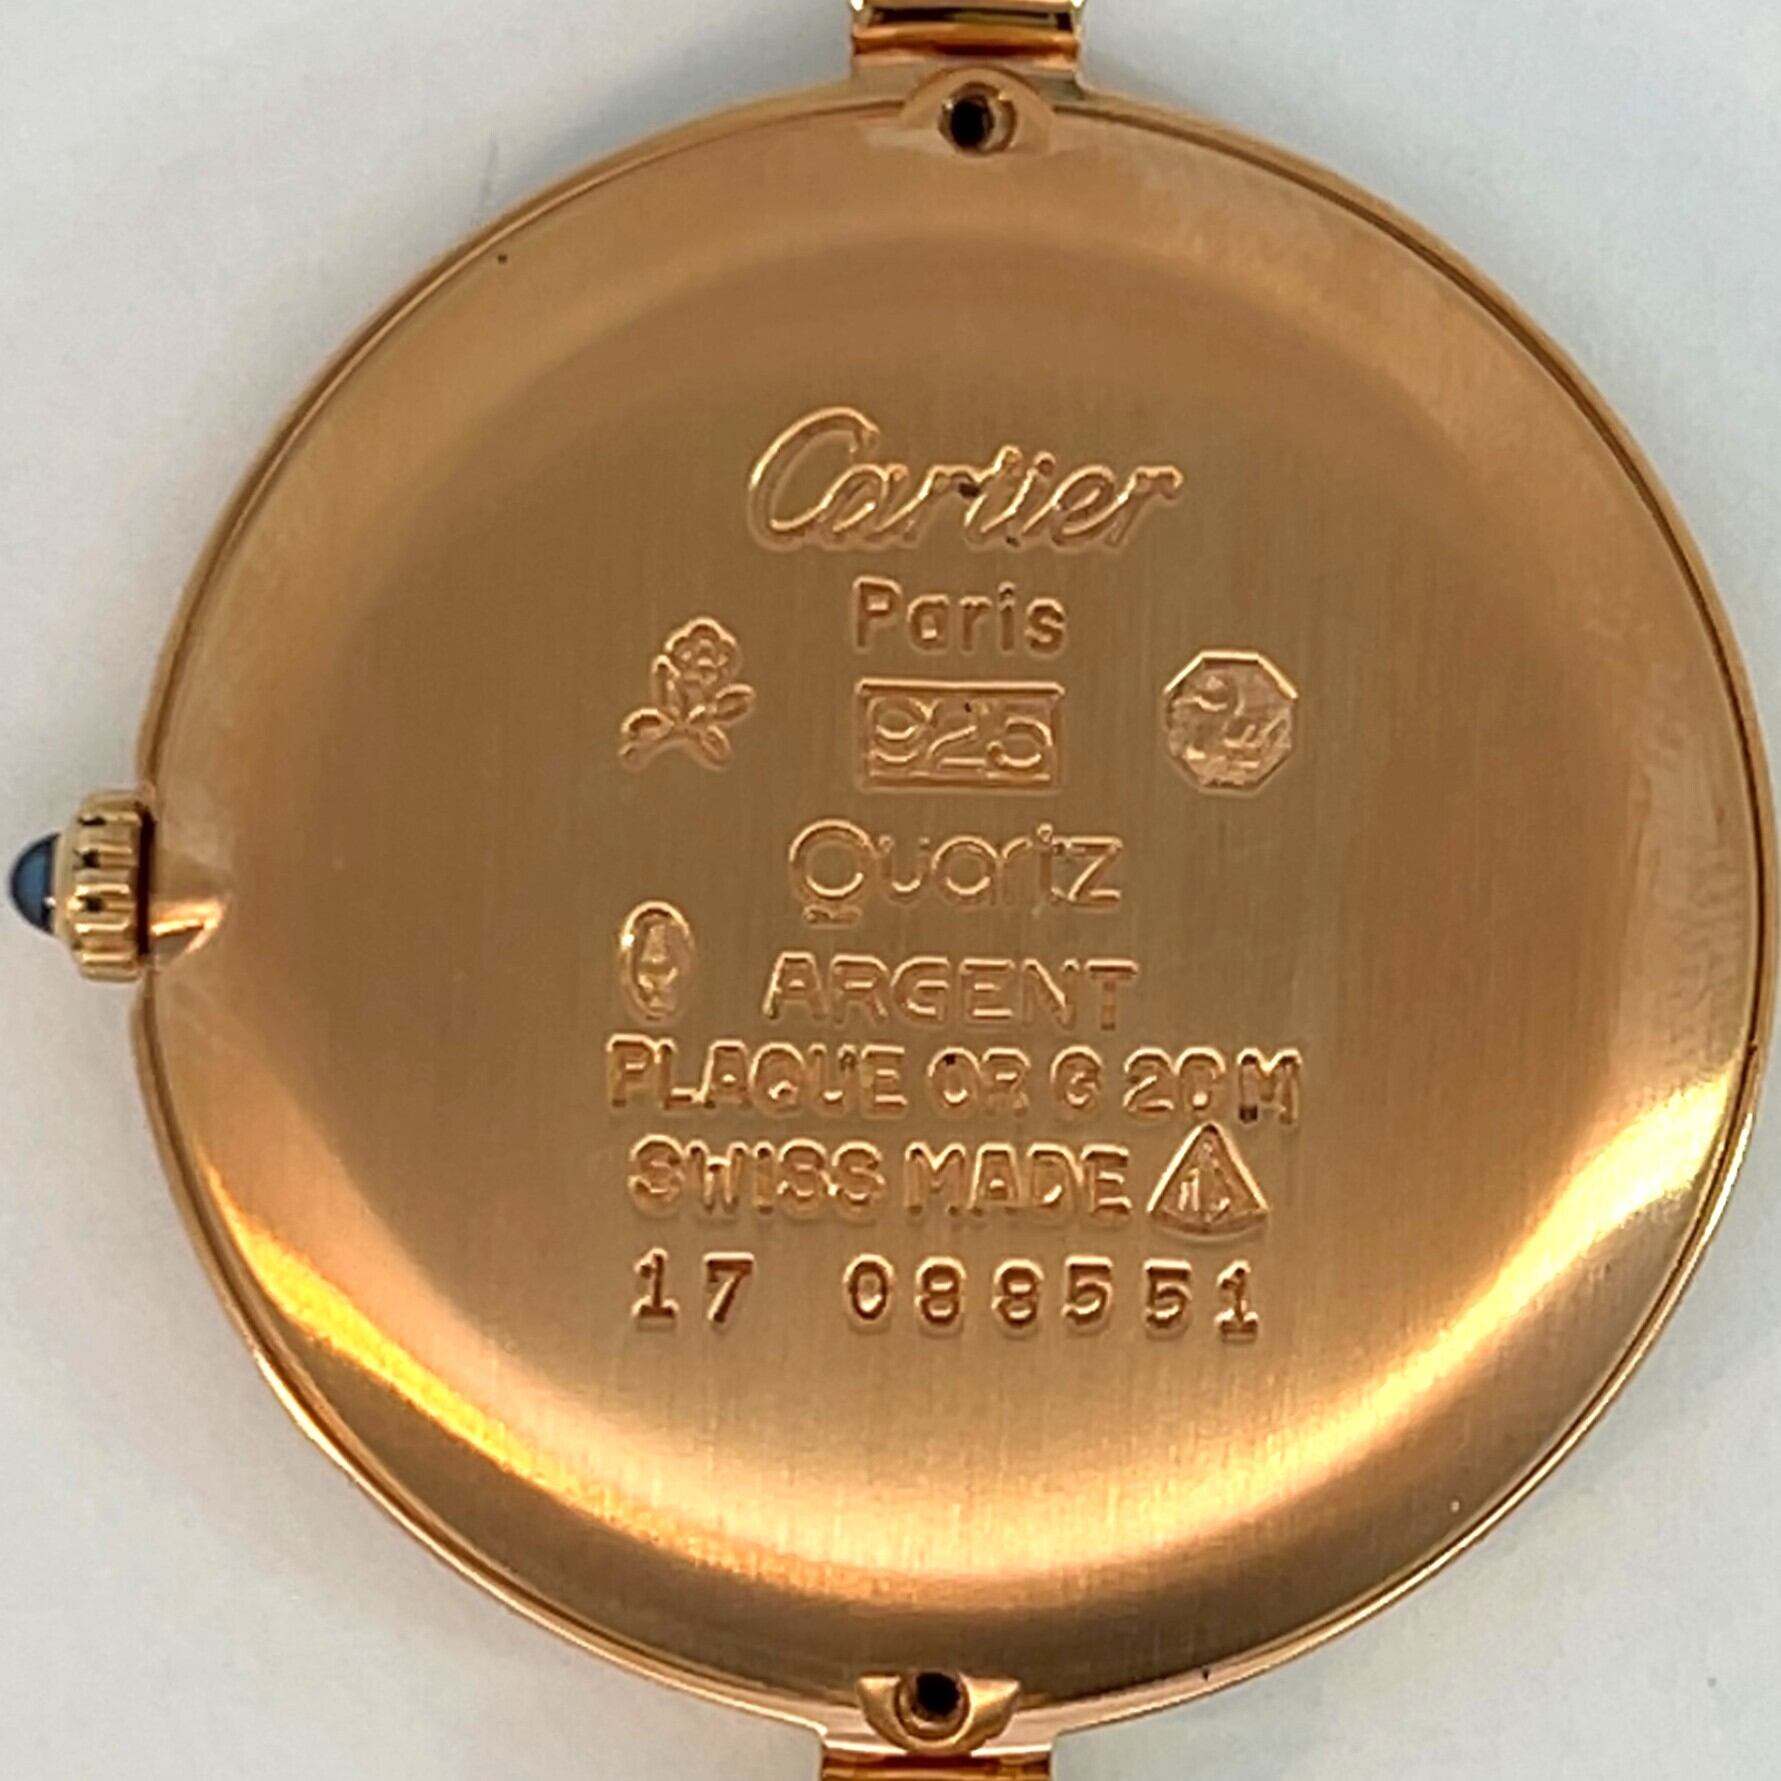 Cartier
Paris
925
Quartz
ARGENT
PLAQUE OR G 20 M
SWISS MADE
17 088551